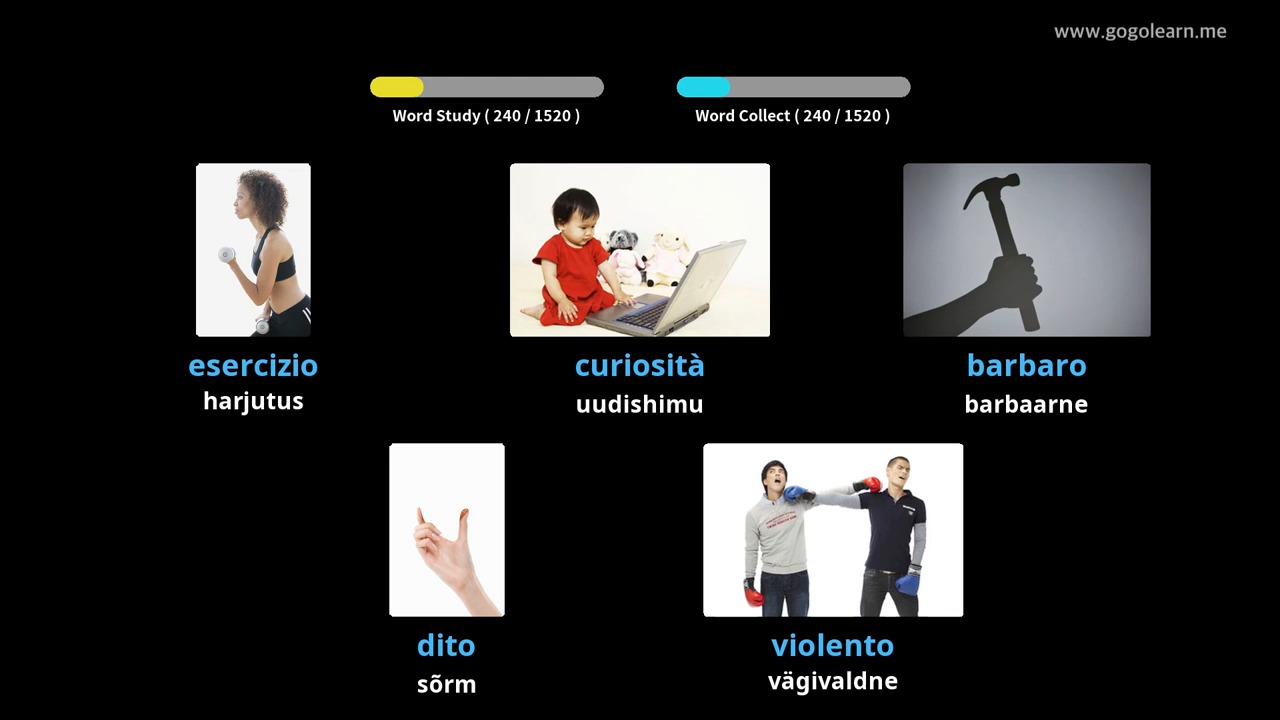 www.gogolearn.me
Word Study ( 240 / 1520 )
Word Collect ( 240 / 1520 )
esercizio
harjutus
curiosità
uudishimu
barbaro
barbaarne
dito
sõrm
violento
vägivaldne